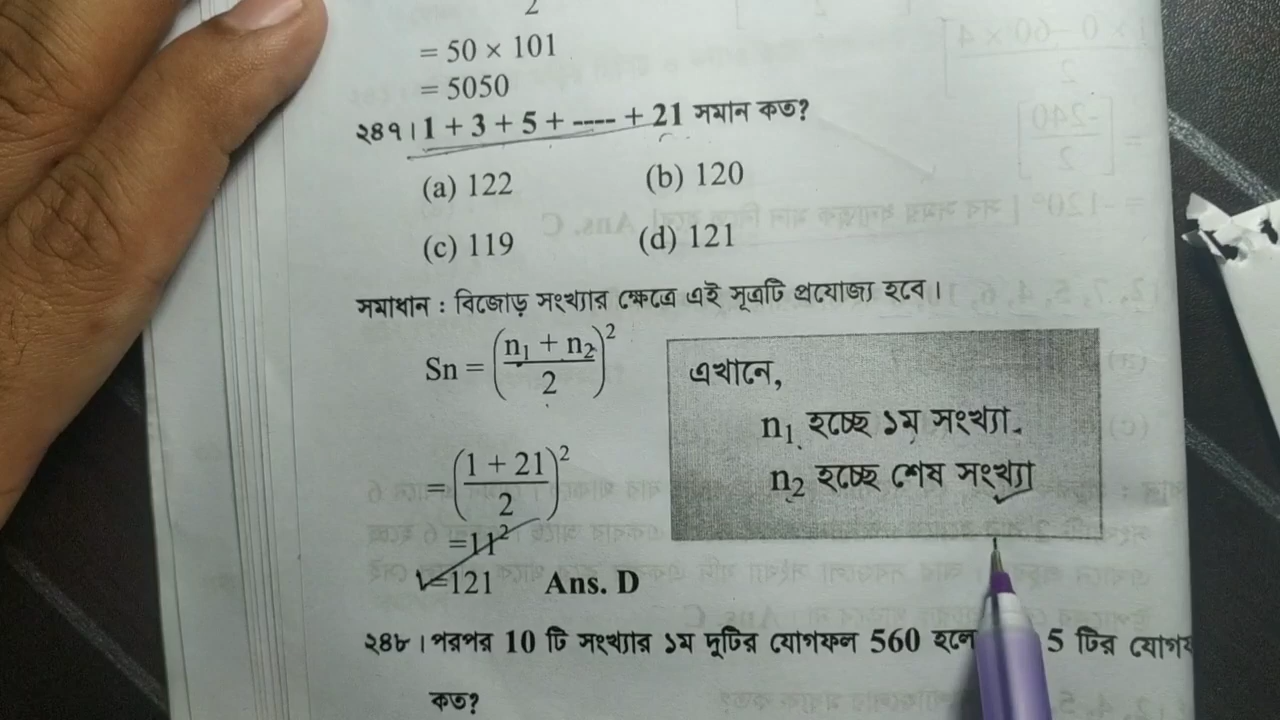 2
= 50 × 101
= 5050
২৪৭। 1 + 3 + 5 + ---- + 21 সমান কত?
(a) 122 (b) 120
(c) 119 (d) 121
সমাধান : বিজোড় সংখ্যার ক্ষেত্রে এই সূত্রটি প্রযোজ্য হবে।
Sn = ((n₁ + n₂)/2)²
এখানে,
n₁ হচ্ছে ১ম সংখ্যা.
n₂ হচ্ছে শেষ সংখ্যা
= ((1 + 21)/2)²
=11²
=121 Ans. D
২৪৮। পরপর 10 টি সংখ্যার ১ম দুটির যোগফল 560 হলে 5 টির
কত?